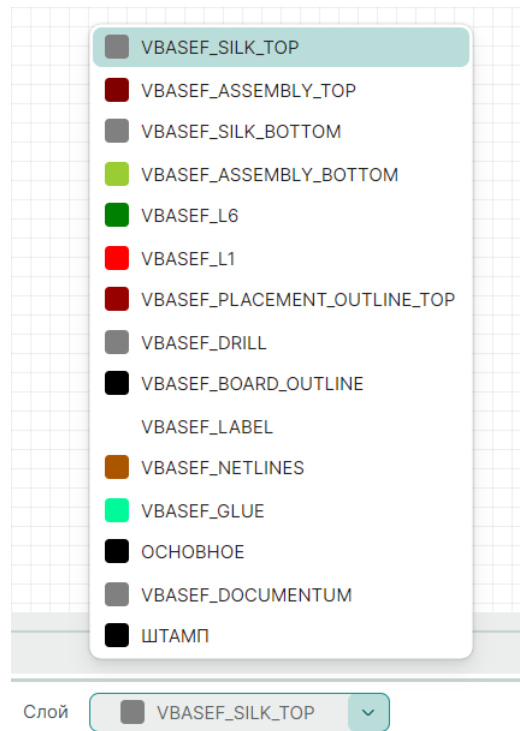 VBASEF_SILK_TOP
VBASEF_ASSEMBLY_TOP
VBASEF_SILK_BOTTOM
VBASEF_ASSEMBLY_BOTTOM
VBASEF_L6
VBASEF_L1
VBASEF_PLACEMENT_OUTLINE_TOP
VBASEF_DRILL
VBASEF_BOARD_OUTLINE
VBASEF_LABEL
VBASEF_NETLINES
VBASEF_GLUE
ОСНОВНОЕ
VBASEF_DOCUMENTUM
ШТАМП
Слой VBASEF_SILK_TOP